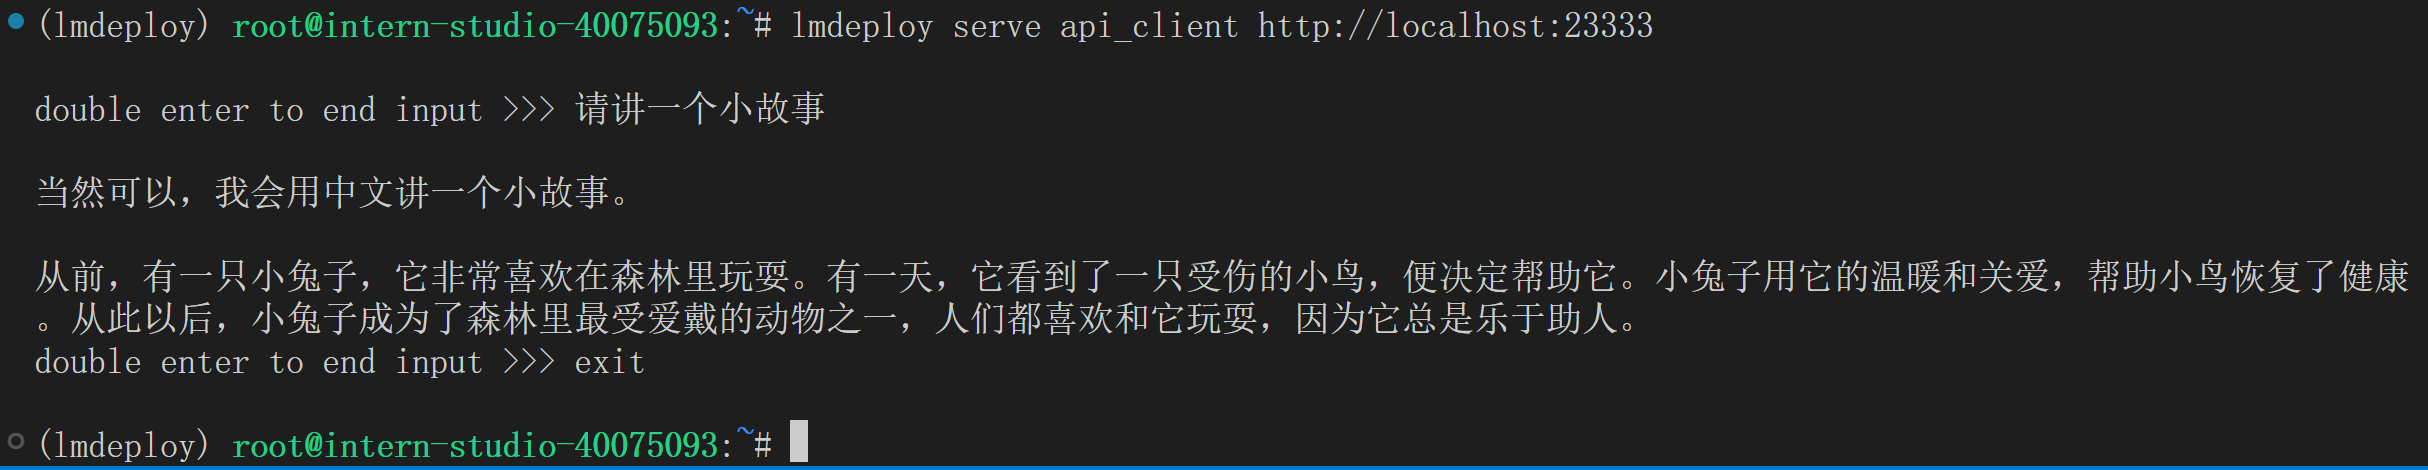 (lmdeploy) root@intern-studio-40075093:~# lmdeploy serve api_client http://localhost:23333
double enter to end input >>> 请讲一个小故事
当然可以，我会用中文讲一个小故事。
从前，有一只小兔子，它非常喜欢在森林里玩耍。有一天，它看到了一只受伤的小鸟，便决定帮助它。小兔子用它的温暖和关爱，帮助小鸟恢复了健康
。从此以后，小兔子成为了森林里最受爱戴的动物之一，人们都喜欢和它玩耍，因为它总是乐于助人。
double enter to end input >>> exit
(lmdeploy) root@intern-studio-40075093:~#